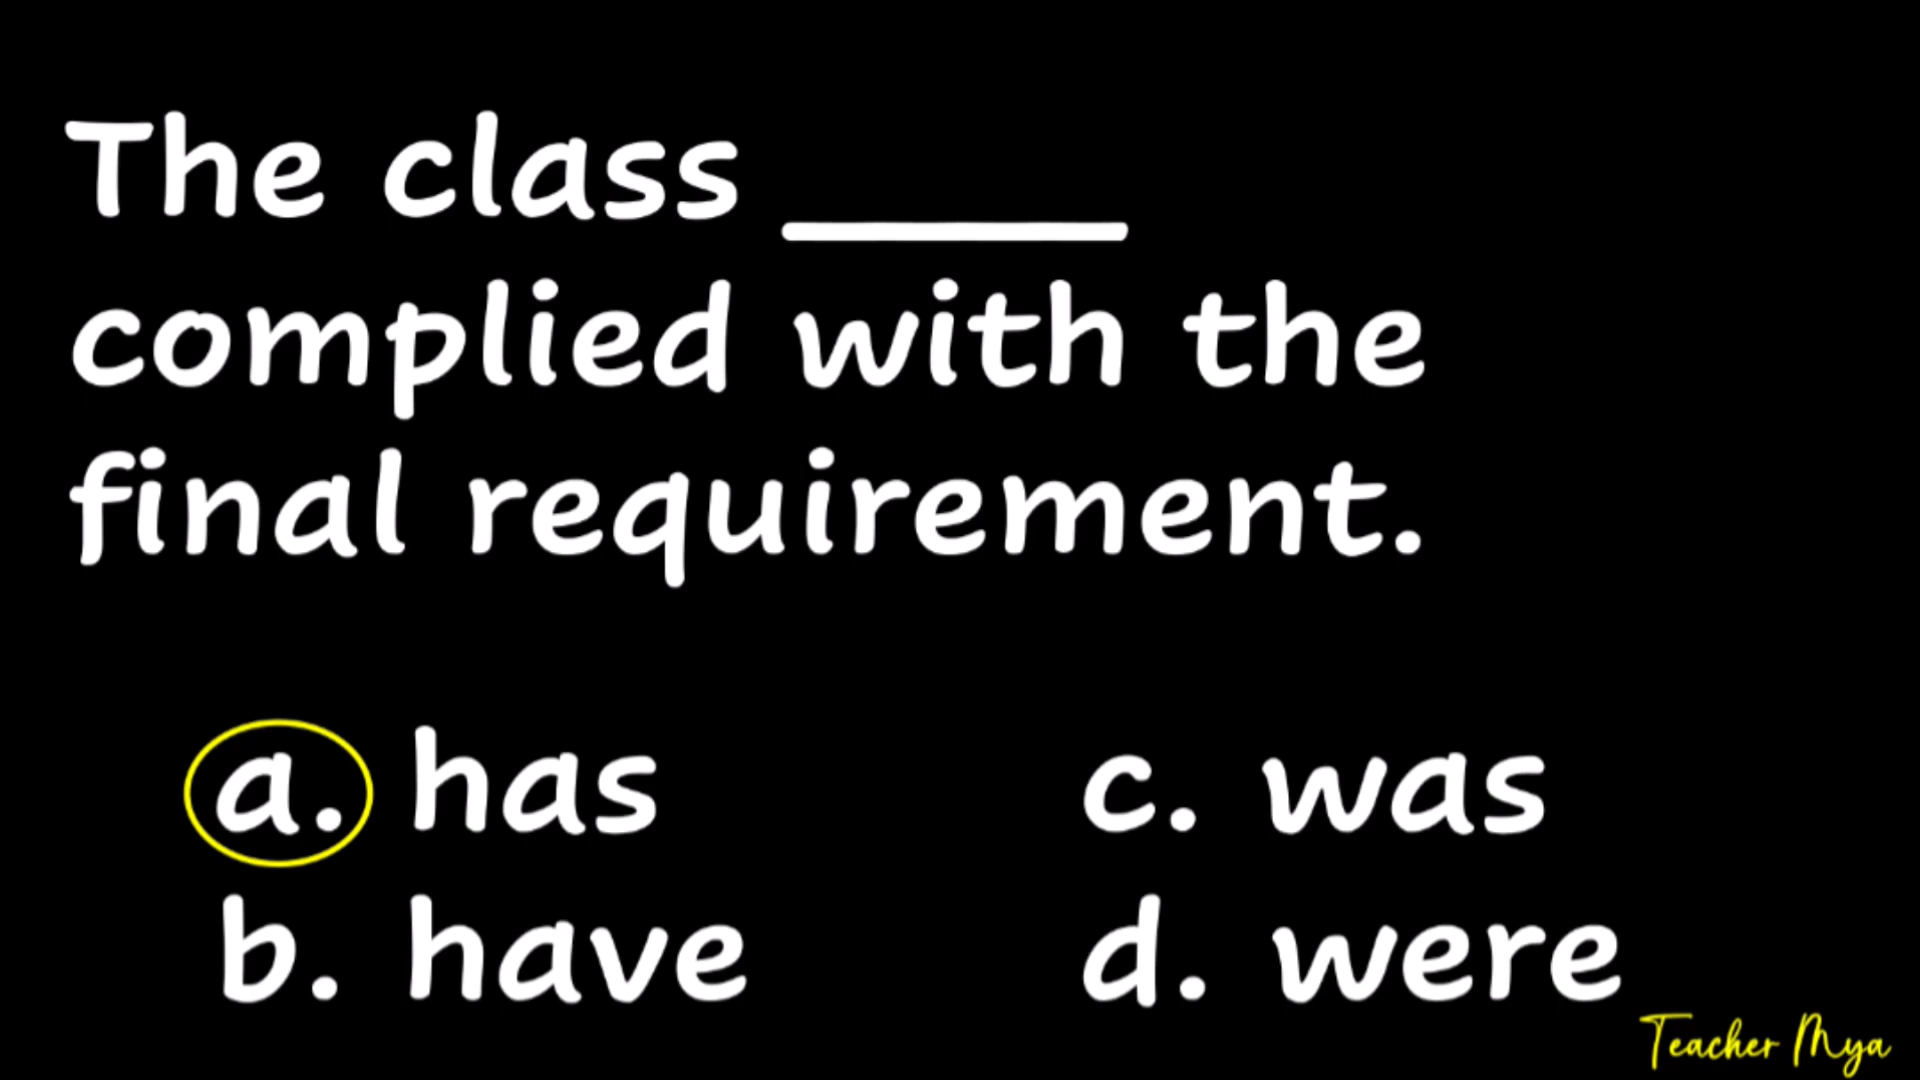 The class _____
complied with the
final requirement.
a. has
c. was
b. have
d. were
Teacher Mya